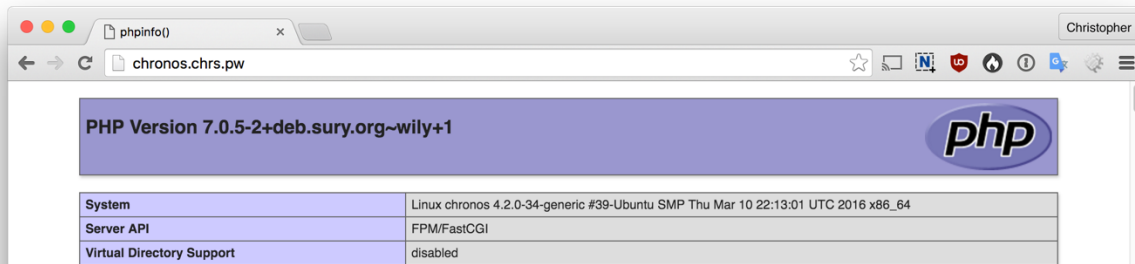 phpinfo()
Christopher
chronos.chrs.pw
PHP Version 7.0.5-2+deb.sury.org~wily+1
php
System Linux chronos 4.2.0-34-generic #39-Ubuntu SMP Thu Mar 10 22:13:01 UTC 2016 x86_64
Server API FPM/FastCGI
Virtual Directory Support disabled